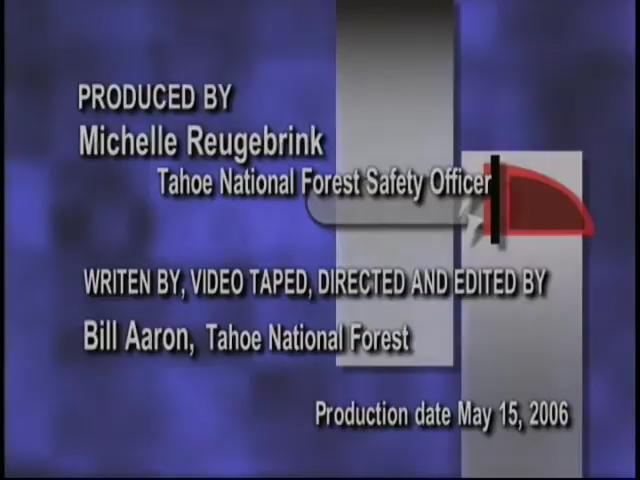 PRODUCED BY
Michelle Reugebrink
Tahoe National Forest Safety Officer
WRITEN BY, VIDEO TAPED, DIRECTED AND EDITED BY
Bill Aaron, Tahoe National Forest
Production date May 15, 2006